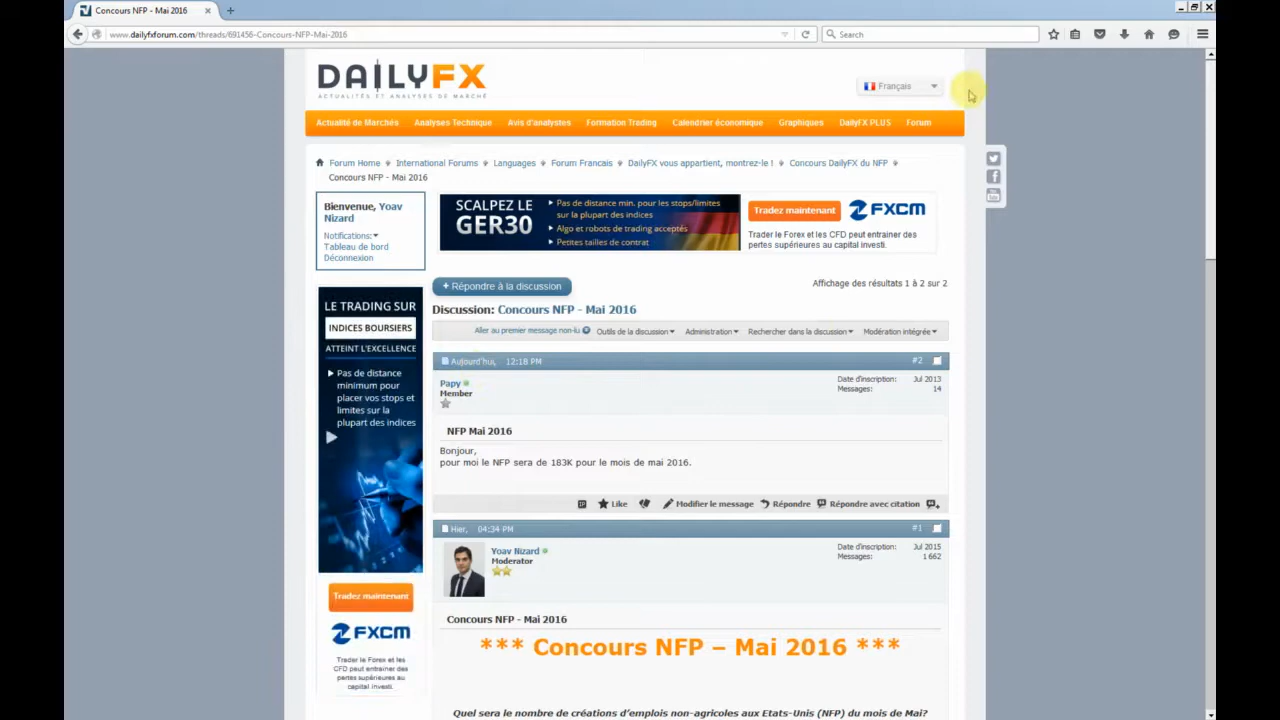 Concours NFP - Mai 2016
www.dailyfxforum.com/threads/691456-Concours-NFP-Mai-2016
Search
DAILYFX
ACTUALITÉS ET ANALYSES DE MARCHÉ
Français
Actualité de Marchés Analyses Technique Avis d'analystes Formation Trading Calendrier économique Graphiques DailyFX PLUS Forum
Forum Home International Forums Languages Forum Francais DailyFX vous appartient, montrez-le ! Concours DailyFX du NFP
Concours NFP - Mai 2016
Bienvenue, Yoav
Nizard
Notifications:
Tableau de bord
Déconnexion
SCALPEZ LE
GER30
Pas de distance min. pour les stops/limites
sur la plupart des indices
Algo et robots de trading acceptés
Petites tailles de contrat
Tradez maintenant
FXCM
Trader le Forex et les CFD peut entrainer des
pertes supérieures au capital investi.
+ Répondre à la discussion
Affichage des résultats 1 à 2 sur 2
Discussion: Concours NFP - Mai 2016
Aller au premier message non-lu Outils de la discussion Administration Rechercher dans la discussion Modération intégrée
LE TRADING SUR
INDICES BOURSIERS
ATTEINT L'EXCELLENCE
Pas de distance
minimum pour
placer vos stops et
limites sur la
plupart des indices
Tradez maintenant
FXCM
Trader le Forex et les
CFD peut entrainer des
pertes supérieures au
capital investi.
Aujourd'hui, 12:18 PM #2
Papy
Member
Date d'inscription: Jul 2013
Messages: 14
NFP Mai 2016
Bonjour,
pour moi le NFP sera de 183K pour le mois de mai 2016.
Like Modifier le message Répondre Répondre avec citation
Hier, 04:34 PM #1
Yoav Nizard
Moderator
Date d'inscription: Jul 2015
Messages: 1 662
Concours NFP - Mai 2016
*** Concours NFP – Mai 2016 ***
Quel sera le nombre de créations d'emplois non-agricoles aux Etats-Unis (NFP) du mois de Mai?